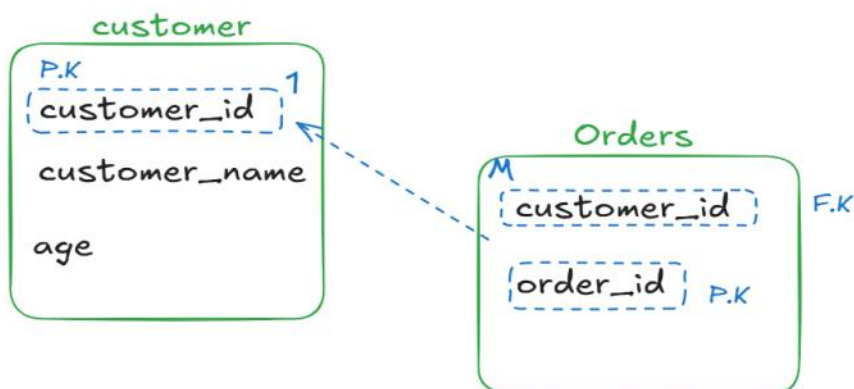 customer
P.K
1
customer_id
customer_name
age
Orders
M
customer_id
F.K
order_id
P.K